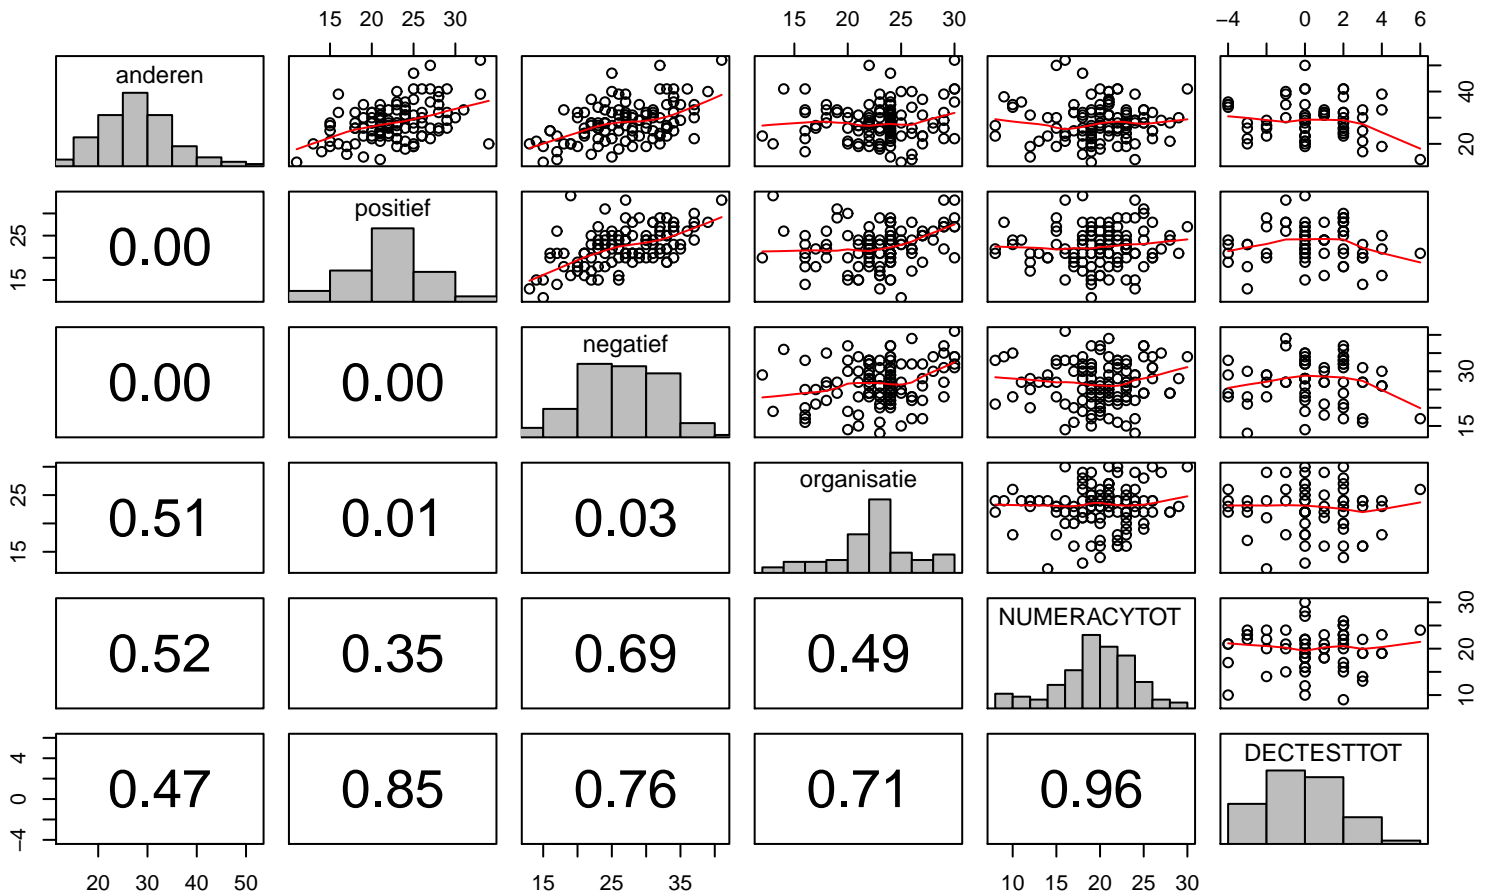 15 20 25 30 15 20 25 30 −4 0 2 4 6
anderen
20 40
positief
15 25
0.00
negatief
0.00 0.00
15 30
organisatie
15 25
0.51 0.01 0.03
NUMERACYTOT
0.52 0.35 0.69 0.49
10 20 30
DECTESTTOT
−4 0 4
0.47 0.85 0.76 0.71 0.96
20 30 40 50 15 25 35 10 15 20 25 30